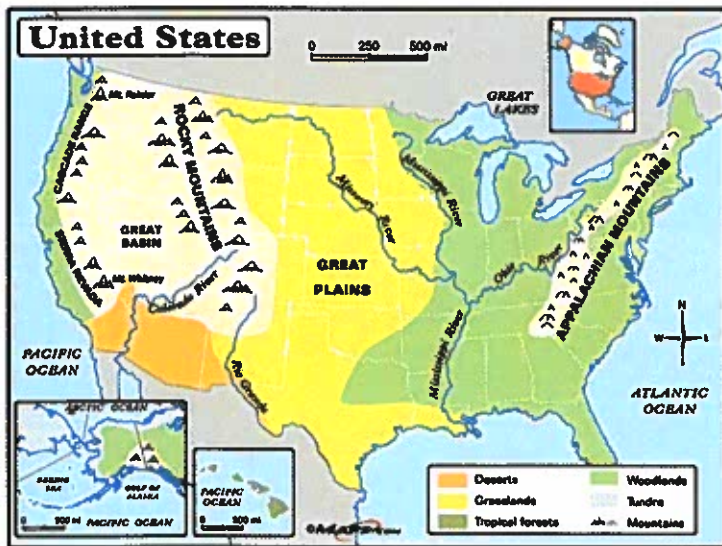 United States
0 250 500 mi
GREAT
LAKES
Mt. Rainier
CASCADE RANGE
ROCKY MOUNTAINS
Mississippi River
Missouri
River
GREAT
BASIN
GREAT
PLAINS
Ohio River
APPALACHIAN MOUNTAINS
SIERRA NEVADA
Mt. Whitney
Colorado River
Mississippi River
Rio Grande
N
W E
S
PACIFIC
OCEAN
ATLANTIC
OCEAN
ARCTIC OCEAN
BERING
SEA
GULF OF
ALASKA
PACIFIC OCEAN
PACIFIC
OCEAN
Deserts
Grasslands
Tropical forests
Woodlands
Tundra
Mountains